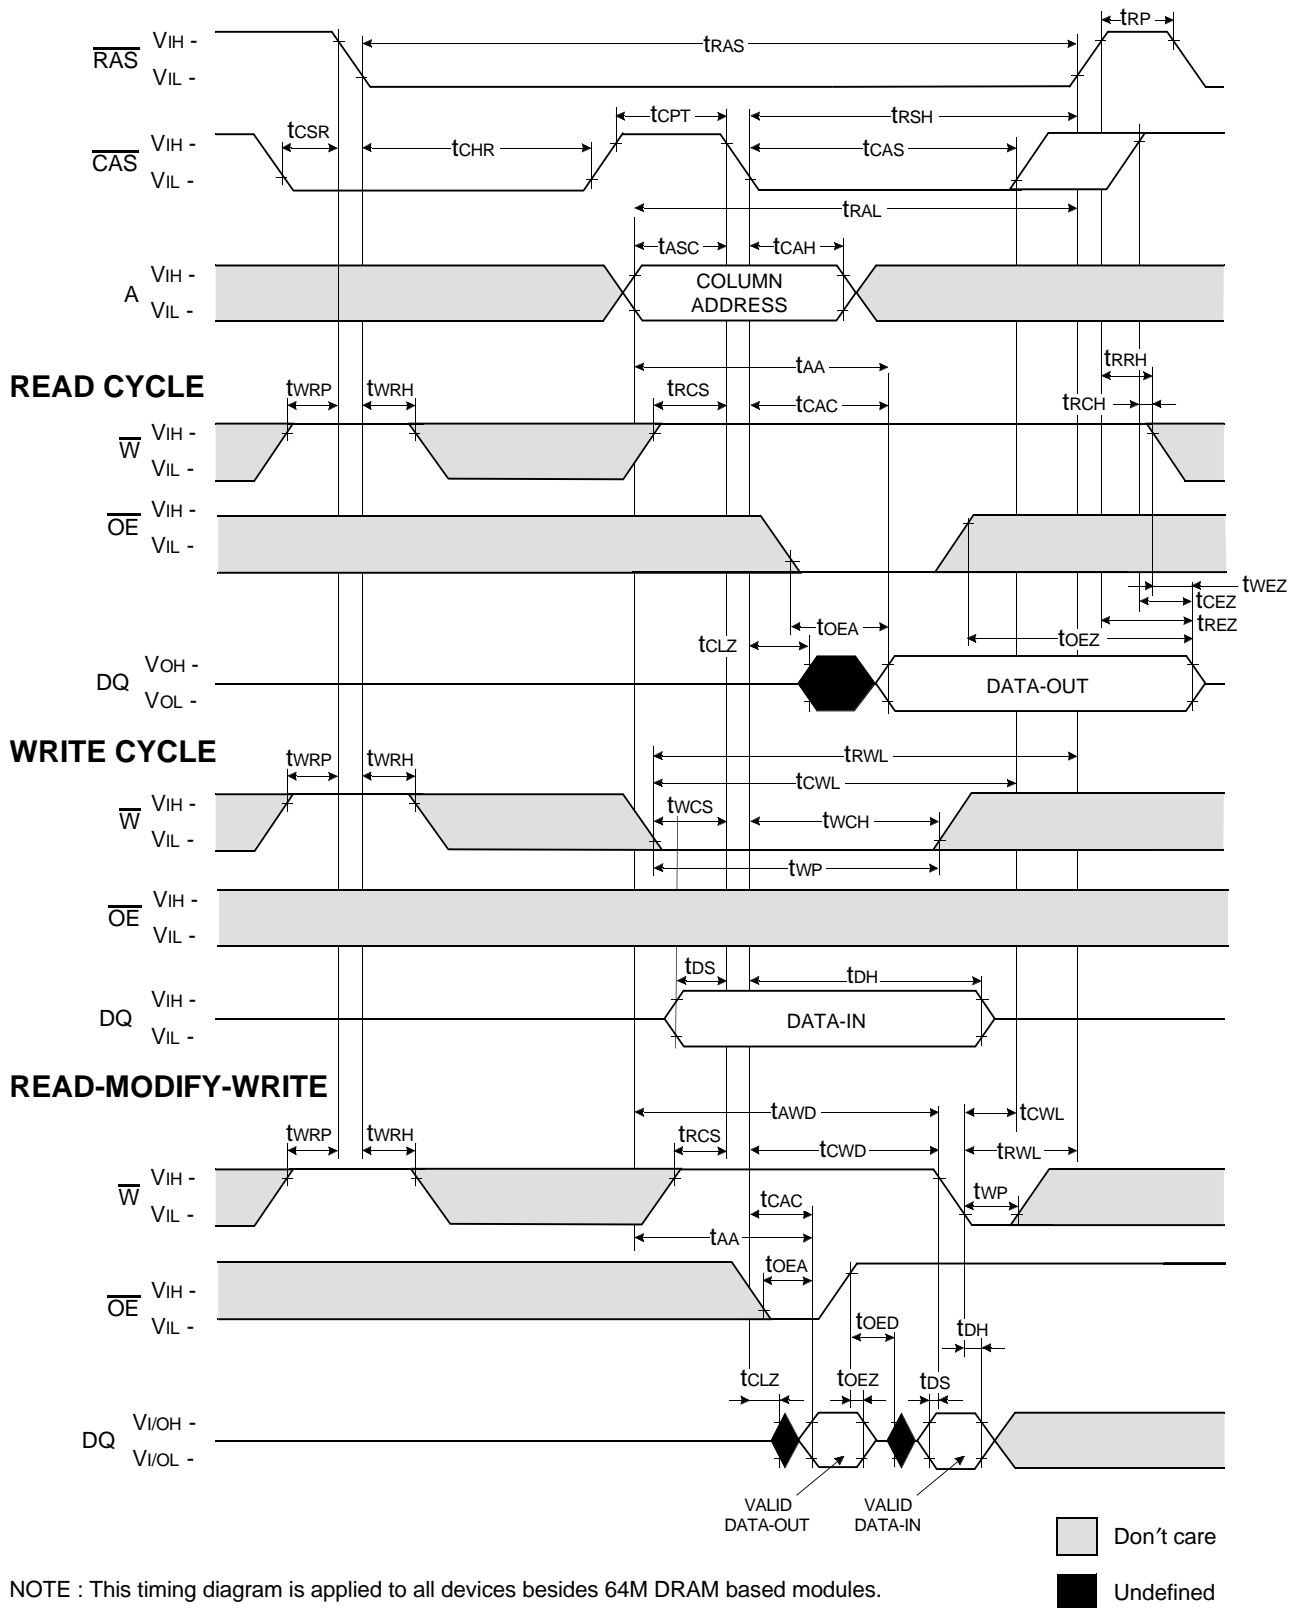 tRP
RAS VIH -
VIL -
tRAS
tCPT
tRSH
tCSR
CAS VIH -
VIL -
tCHR
tCAS
tRAL
tASC
tCAH
A VIH -
VIL -
COLUMN
ADDRESS
READ CYCLE
tAA
tRRH
tWRP
tWRH
tRCS
tCAC
tRCH
W VIH -
VIL -
OE VIH -
VIL -
tWEZ
tCEZ
tREZ
tOEA
tOEZ
tCLZ
DQ VOH -
VOL -
DATA-OUT
WRITE CYCLE
tRWL
tWRP
tWRH
tCWL
W VIH -
VIL -
tWCS
tWCH
tWP
OE VIH -
VIL -
tDS
tDH
DQ VIH -
VIL -
DATA-IN
READ-MODIFY-WRITE
tAWD
tCWL
tWRP
tWRH
tRCS
tCWD
tRWL
W VIH -
VIL -
tCAC
tWP
tAA
tOEA
OE VIH -
VIL -
tOED
tDH
tCLZ
tOEZ
tDS
DQ VI/OH -
VI/OL -
VALID
DATA-OUT
VALID
DATA-IN
Don′t care
NOTE : This timing diagram is applied to all devices besides 64M DRAM based modules.
Undefined